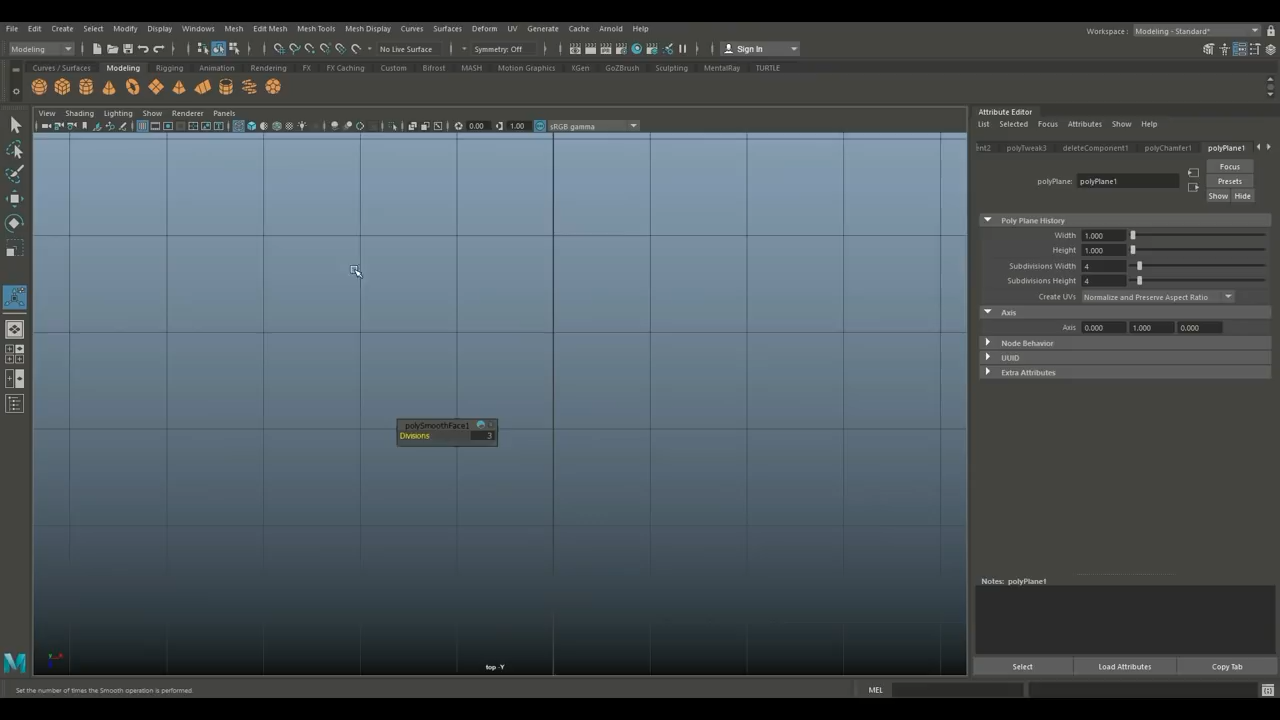 File Edit Create Select Modify Display Windows Mesh Edit Mesh Mesh Tools Mesh Display Curves Surfaces Deform UV Generate Cache Arnold Help
Workspace : Modeling - Standard*
Modeling No Live Surface Symmetry: Off Sign In
Curves / Surfaces Modeling Rigging Animation Rendering FX FX Caching Custom Bifrost MASH Motion Graphics XGen GoZBrush Sculpting MentalRay TURTLE
View Shading Lighting Show Renderer Panels
0.00 1.00 sRGB gamma
Attribute Editor
List Selected Focus Attributes Show Help
ent2 polyTweak3 deleteComponent1 polyChamfer1 polyPlane1
Focus
polyPlane: polyPlane1
Presets
Show Hide
Poly Plane History
Width 1.000
Height 1.000
Subdivisions Width 4
Subdivisions Height 4
Create UVs Normalize and Preserve Aspect Ratio
Axis
Axis 0.000 1.000 0.000
Node Behavior
UUID
Extra Attributes
polySmoothFace1
Divisions 3
Notes: polyPlane1
top -Y
Select Load Attributes Copy Tab
Set the number of times the Smooth operation is performed.
MEL